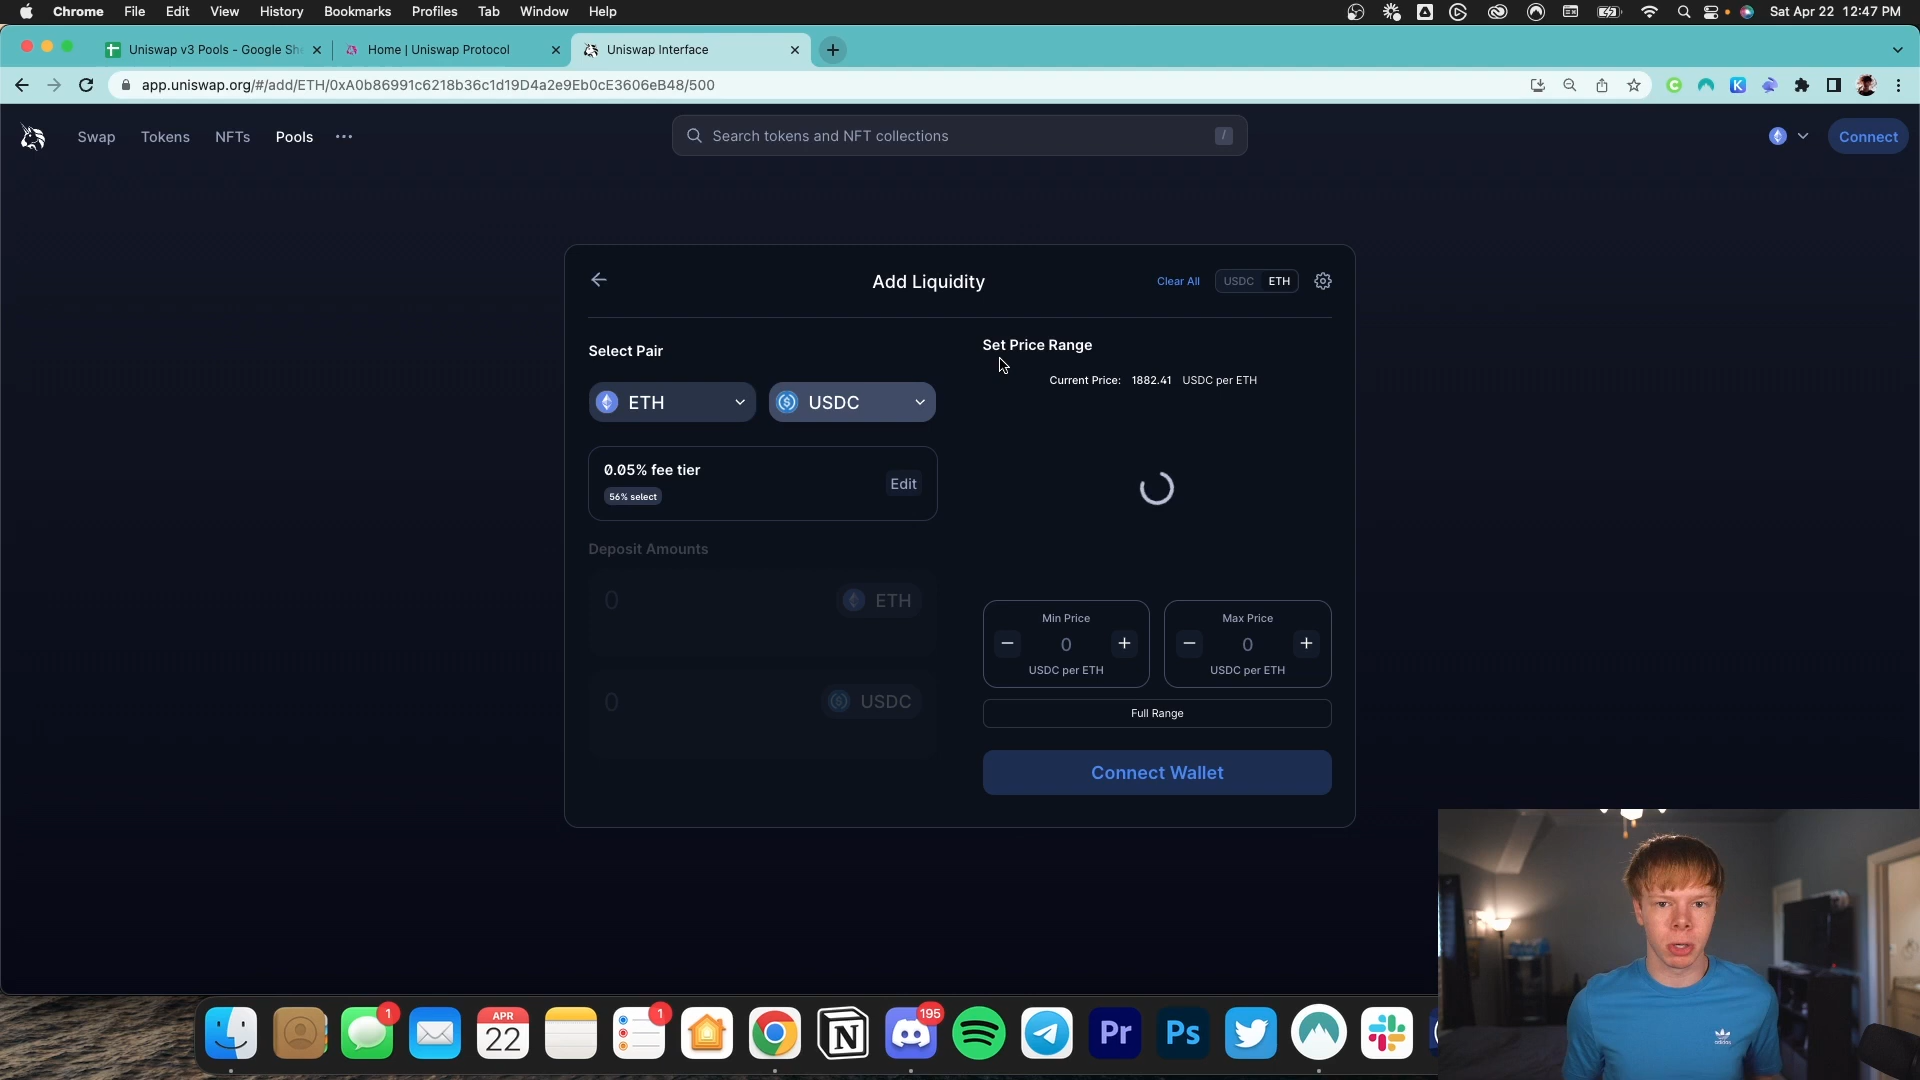 Chrome File Edit View History Bookmarks Profiles Tab Window Help
Sat Apr 22 12:47 PM
Uniswap v3 Pools - Google She
Home | Uniswap Protocol
Uniswap Interface
app.uniswap.org/#/add/ETH/0xA0b86991c6218b36c1d19D4a2e9Eb0cE3606eB48/500
Swap Tokens NFTs Pools
Search tokens and NFT collections /
Connect
Add Liquidity
Clear All
USDC ETH
Select Pair
Set Price Range
Current Price: 1882.41 USDC per ETH
ETH
USDC
0.05% fee tier
56% select
Edit
Deposit Amounts
0 ETH
0 USDC
Min Price
0
USDC per ETH
Max Price
0
USDC per ETH
Full Range
Connect Wallet
1
APR
22
1
195
Pr
Ps
adidas